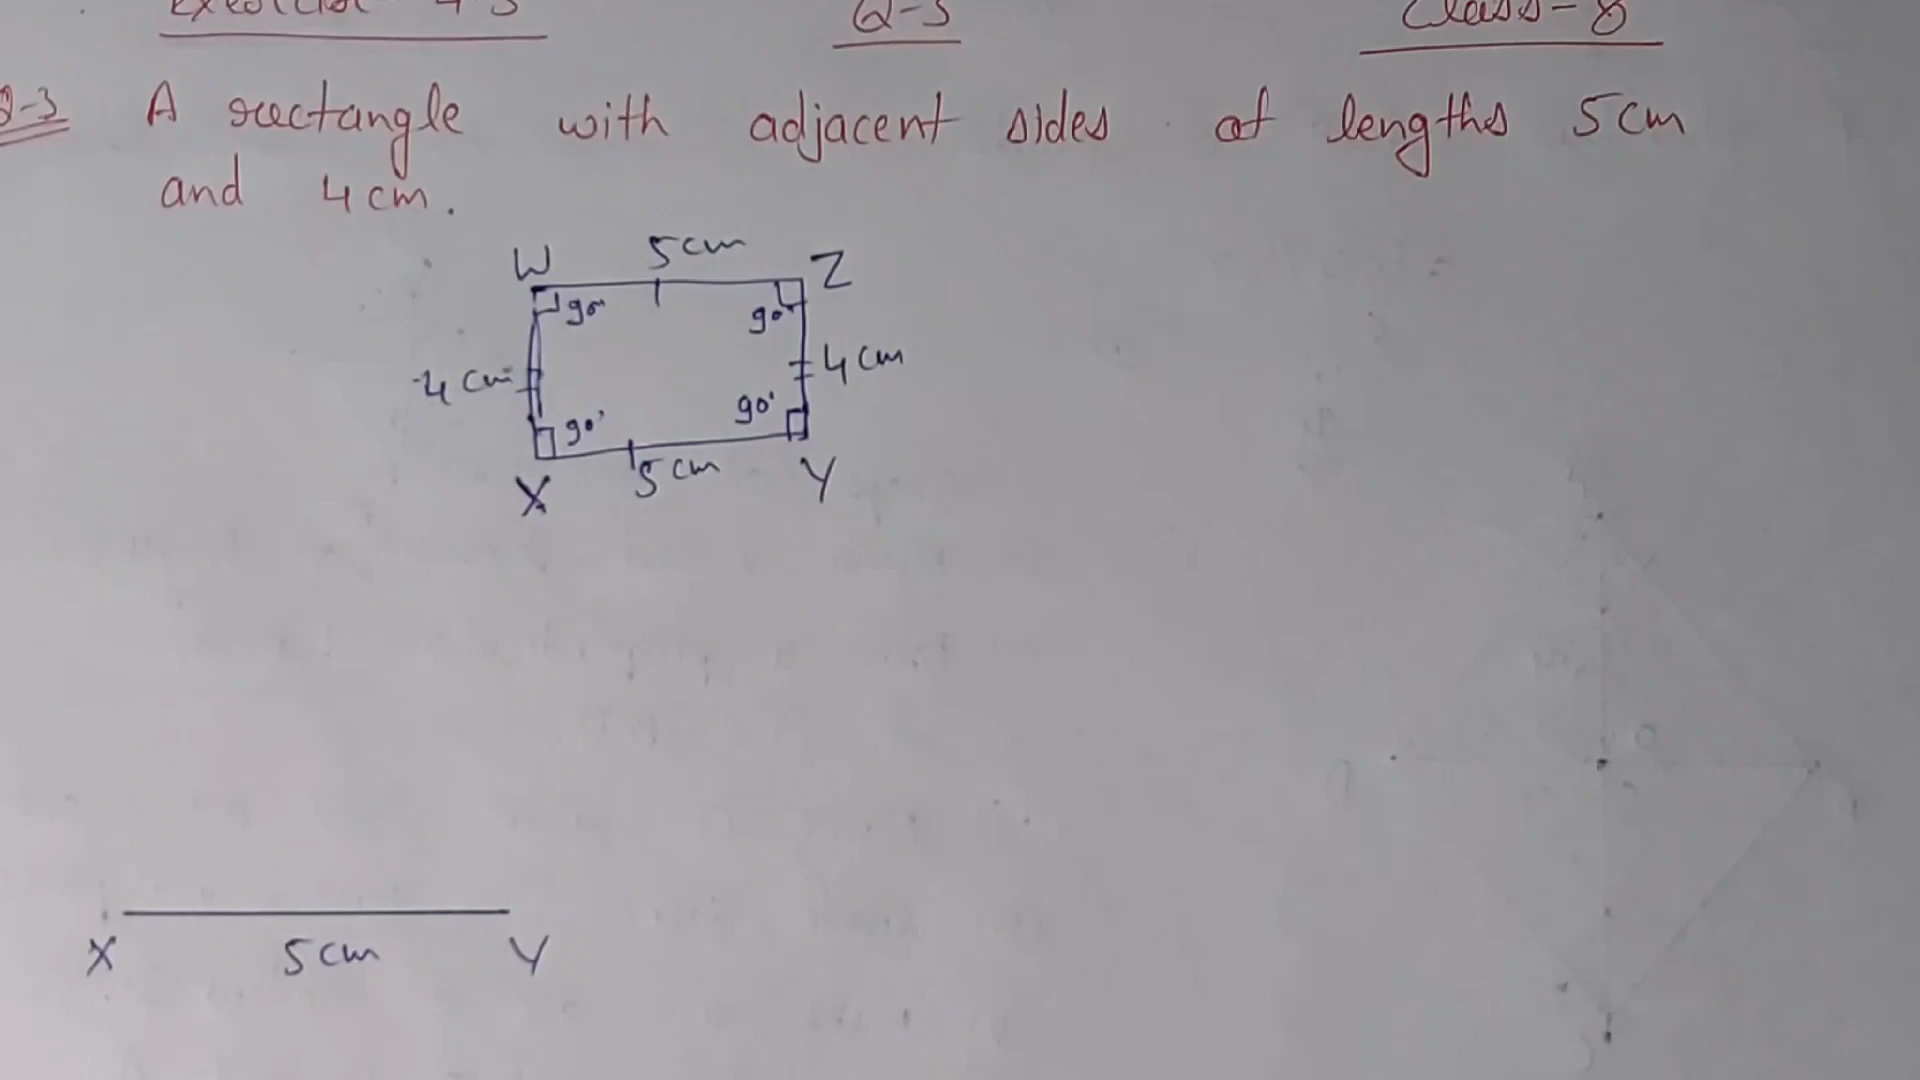 Q-3
Class-8
Q-3 A rectangle with adjacent sides of lengths 5cm
and 4cm.
W 5cm Z
90° 90°
4cm 4cm
90° 90°
X 5cm Y
X 5cm Y